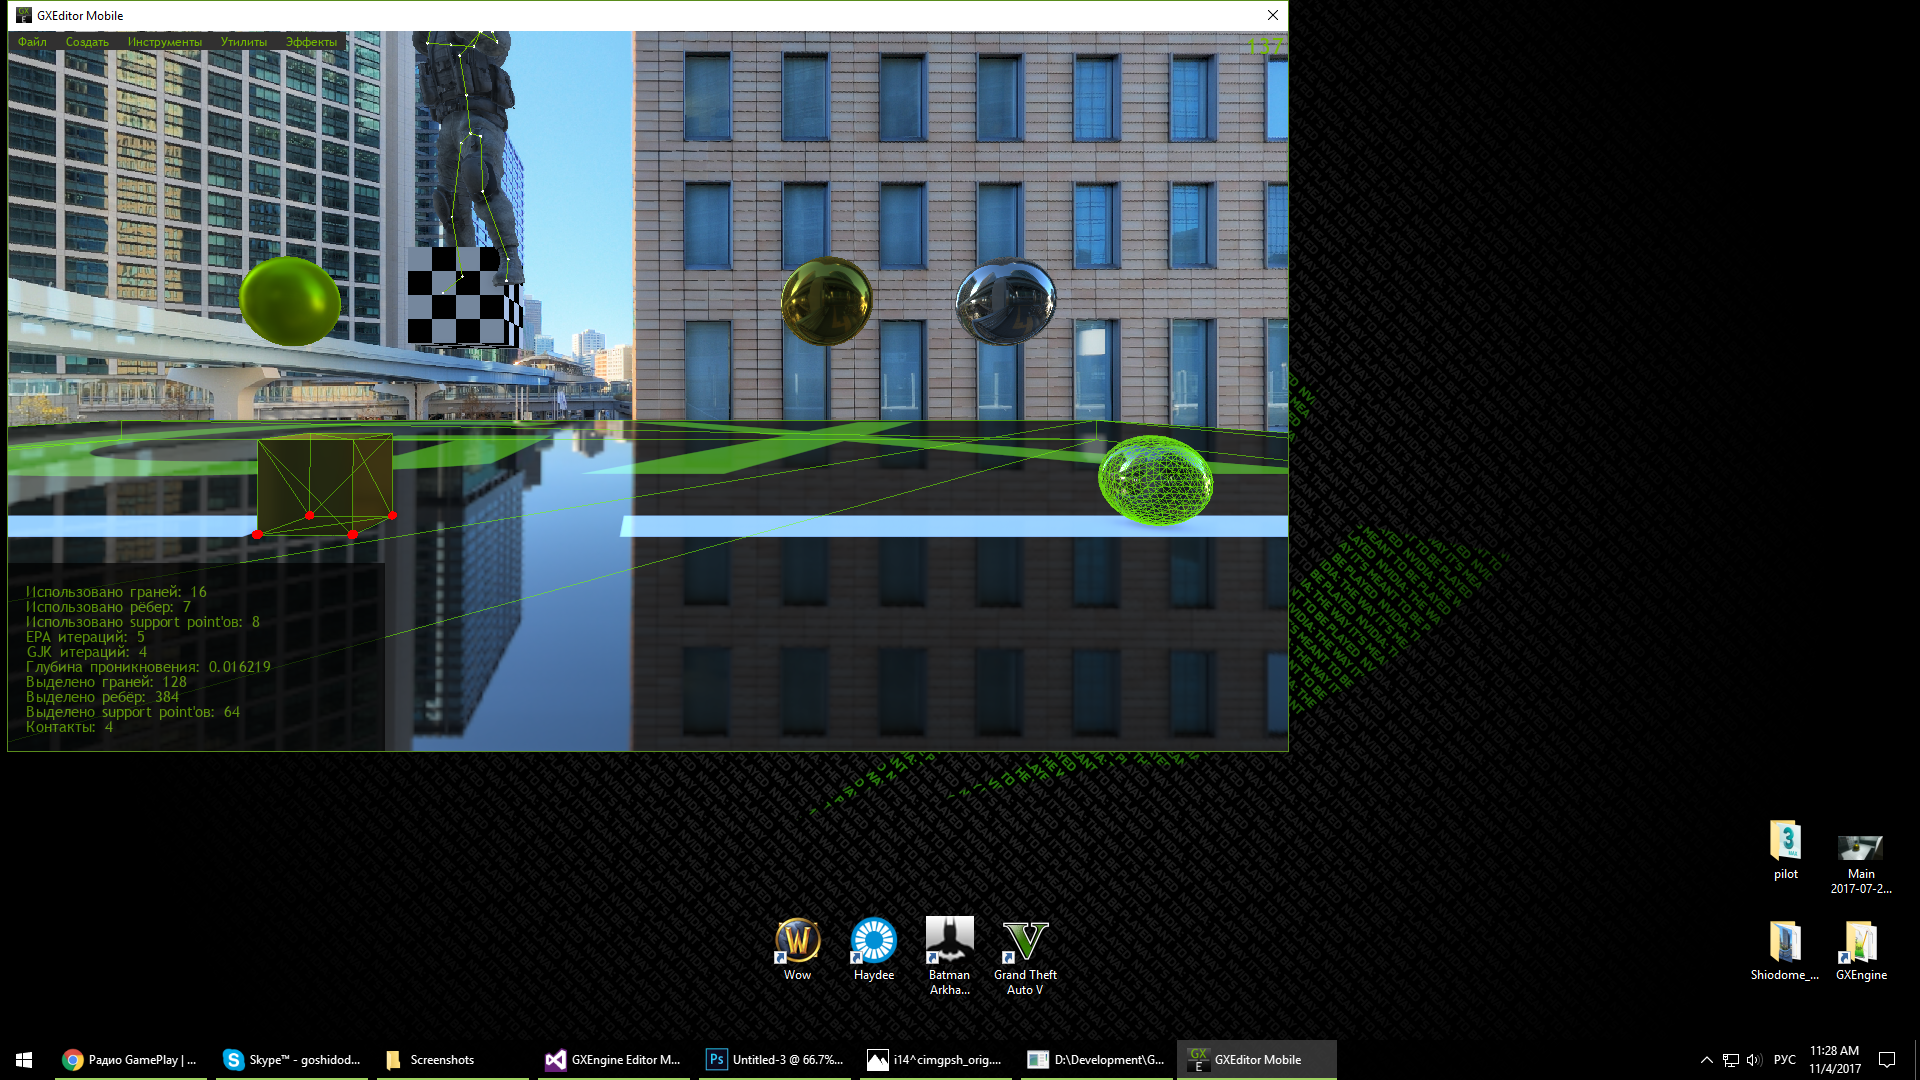 GXEditor Mobile
Файл Создать Инструменты Утилиты Эффекты
137
Использовано граней: 16
Использовано рёбер: 7
Использовано support point'ов: 8
EPA итераций: 5
GJK итераций: 4
Глубина проникновения: 0.016219
Выделено граней: 128
Выделено ребёр: 384
Выделено support point'ов: 64
Контакты: 4
pilot
Main
2017-07-2...
Wow
Haydee
Batman
Arkha...
Grand Theft
Auto V
Shiodome_...
GXEngine
Радио GamePlay | ...
Skype™ - goshidod...
Screenshots
GXEngine Editor M...
Untitled-3 @ 66.7%...
i14^cimgpsh_orig....
D:\Development\G...
GXEditor Mobile
РУС
11:28 AM
11/4/2017